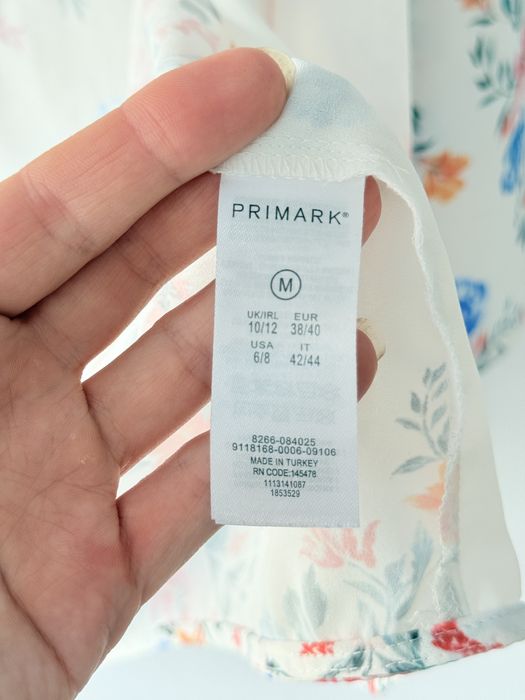 PRIMARK®
M
UK/IRL EUR
10/12 38/40
USA IT
6/8 42/44
8266-084025
9118168-0006-09106
MADE IN TURKEY
RN CODE:145478
1113141087
1853529